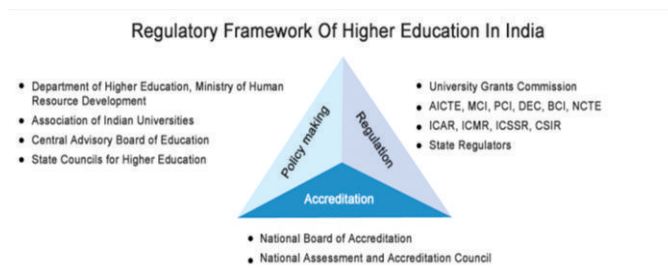 Regulatory Framework Of Higher Education In India
• Department of Higher Education, Ministry of Human
Resource Development
• Association of Indian Universities
• Central Advisory Board of Education
• State Councils for Higher Education
Policy making
Regulation
Accreditation
• University Grants Commission
• AICTE, MCI, PCI, DEC, BCI, NCTE
• ICAR, ICMR, ICSSR, CSIR
• State Regulators
• National Board of Accreditation
• National Assessment and Accreditation Council